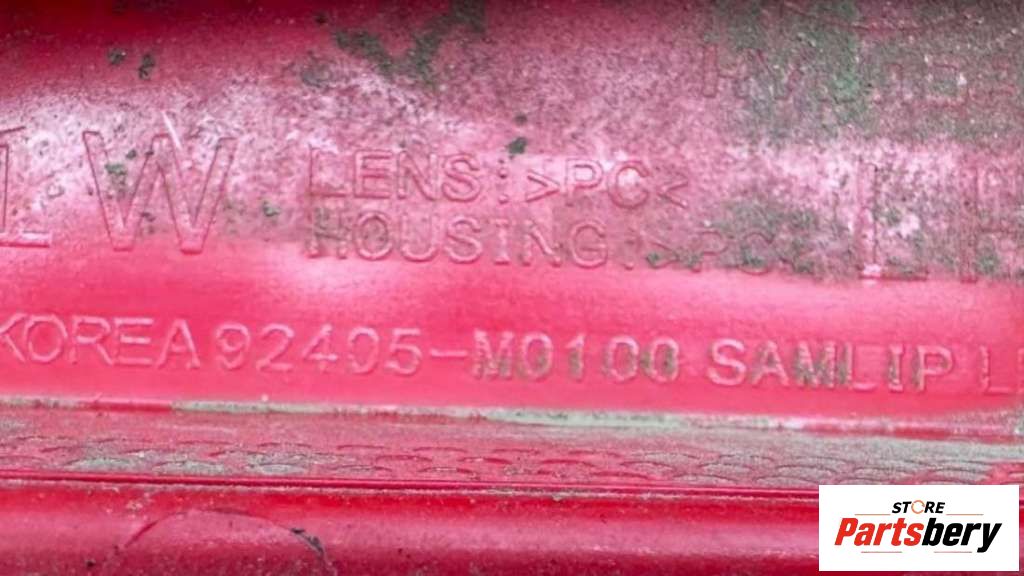 W LENS:>PC<
HOUSING:>PC<
KOREA 92405-M0100 SAMLIP
STORE
Partsbery